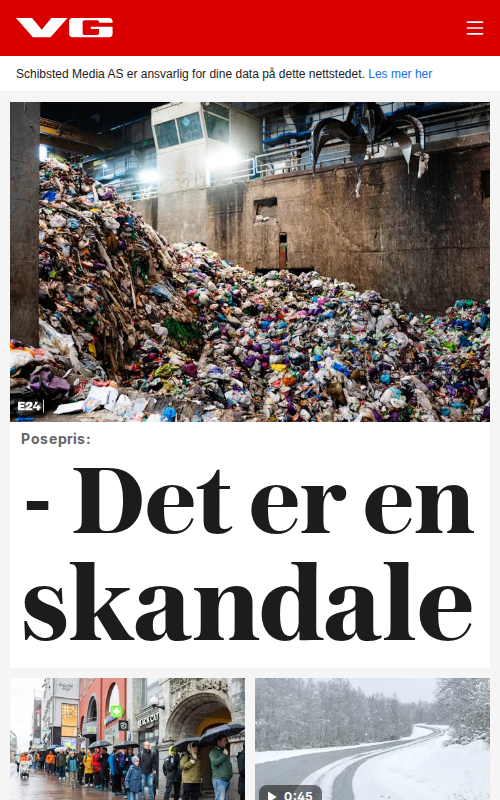 VG
Schibsted Media AS er ansvarlig for dine data på dette nettstedet. Les mer her
E24
Posepris:
- Det er en
skandale
0:45